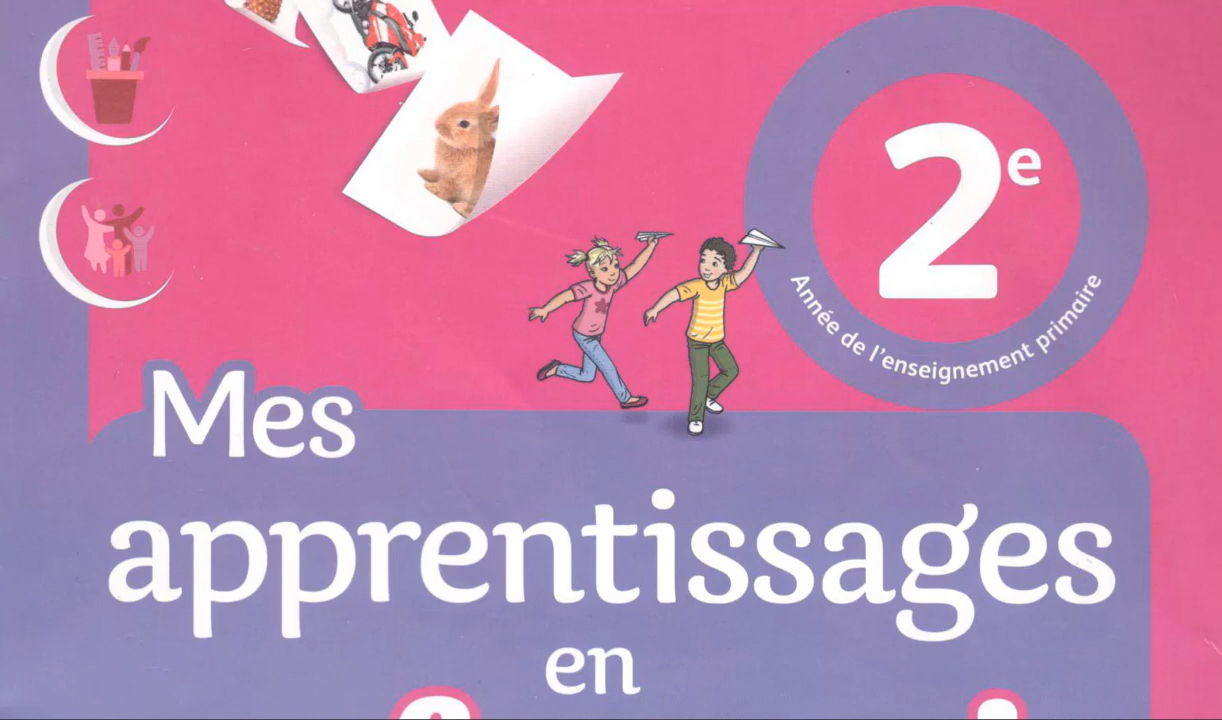 2e
Année de l'enseignement primaire
Mes
apprentissages
en